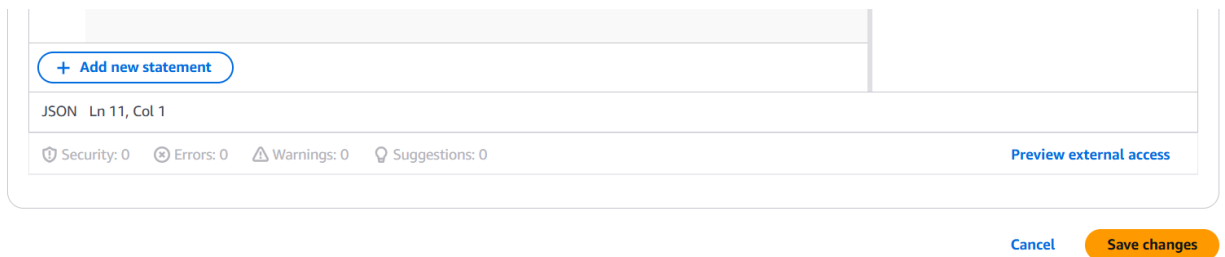 + Add new statement
JSON Ln 11, Col 1
Security: 0 Errors: 0 Warnings: 0 Suggestions: 0 Preview external access
Cancel Save changes